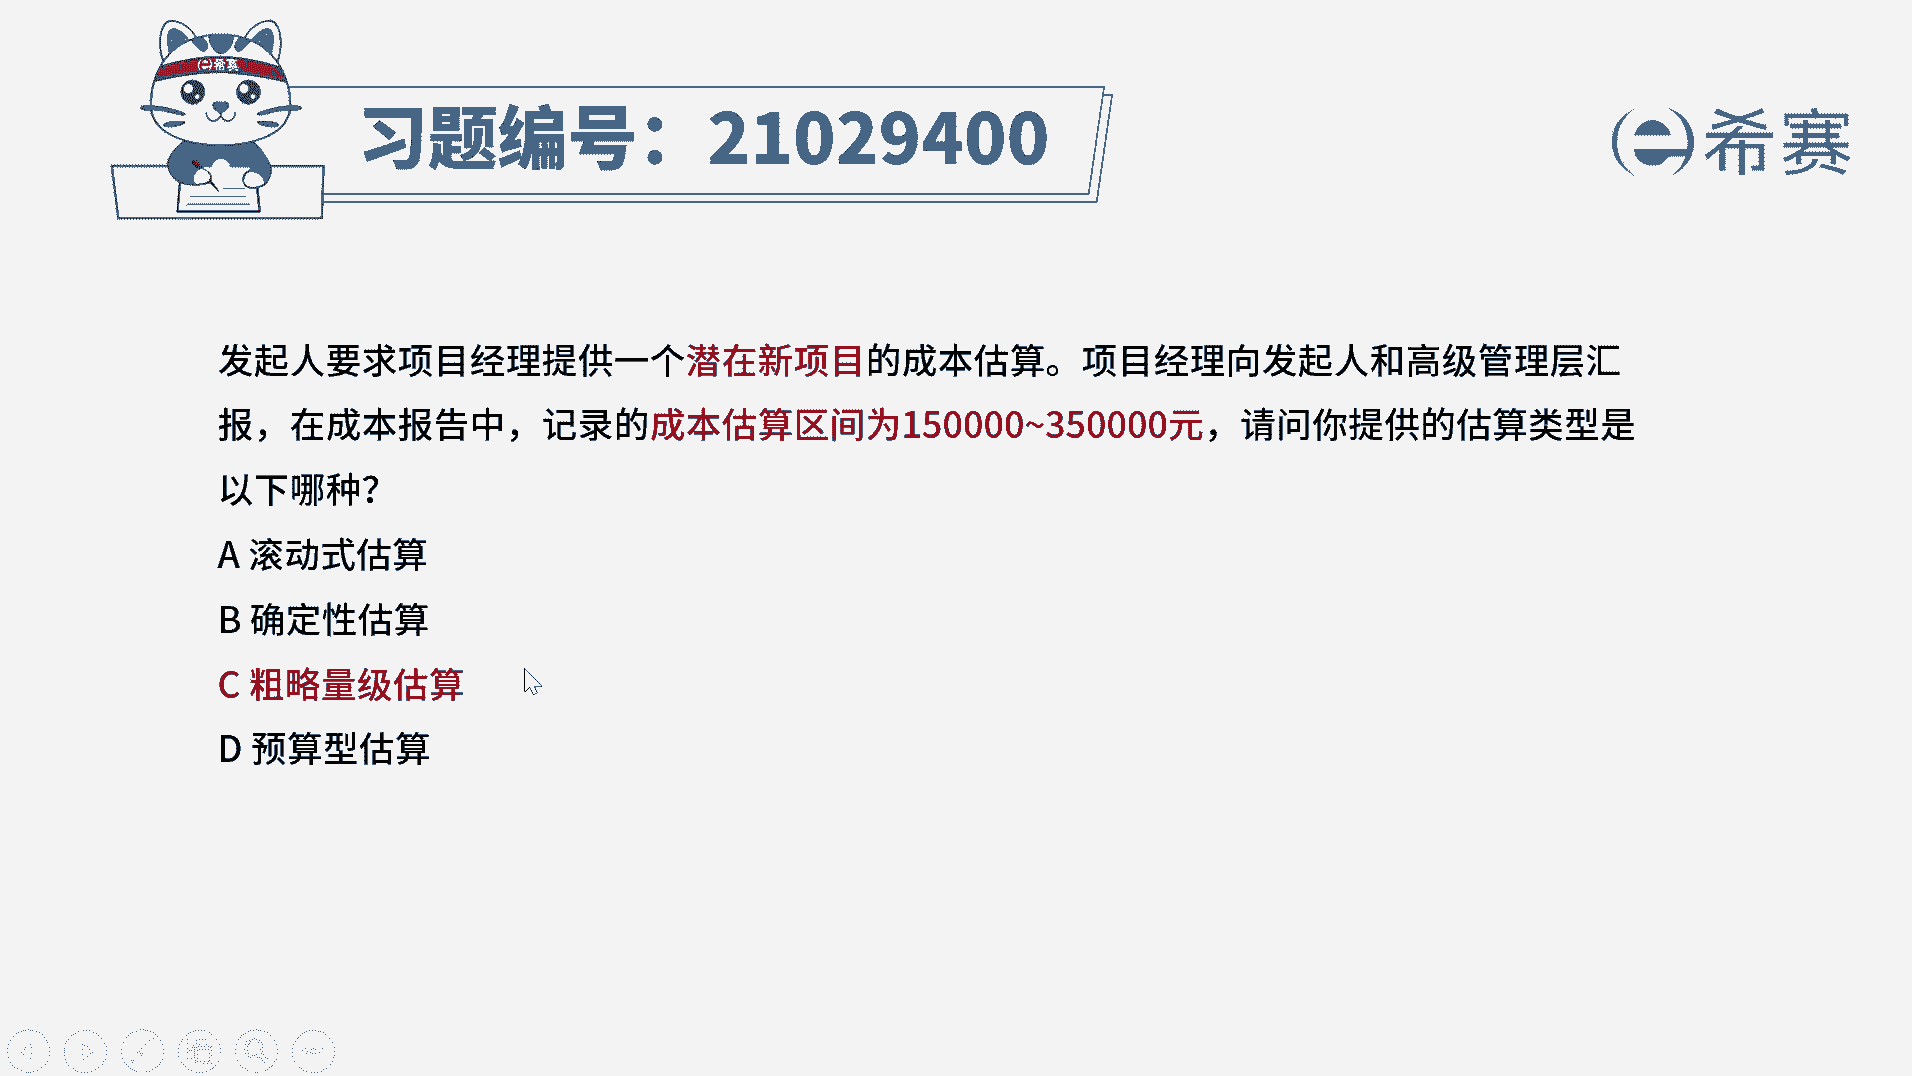 希赛
习题编号：21029400
希赛
发起人要求项目经理提供一个潜在新项目的成本估算。项目经理向发起人和高级管理层汇
报，在成本报告中，记录的成本估算区间为150000~350000元，请问你提供的估算类型是
以下哪种？
A 滚动式估算
B 确定性估算
C 粗略量级估算
D 预算型估算